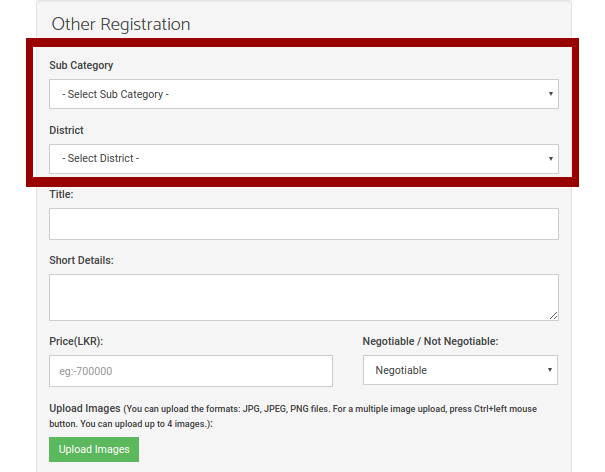 Other Registration
Sub Category
- Select Sub Category -
District
- Select District -
Title:
Short Details:
Price(LKR):
Negotiable / Not Negotiable:
eg:-700000
Negotiable
Upload Images (You can upload the formats: JPG, JPEG, PNG files. For a multiple image upload, press Ctrl+left mouse
button. You can upload up to 4 images.):
Upload Images